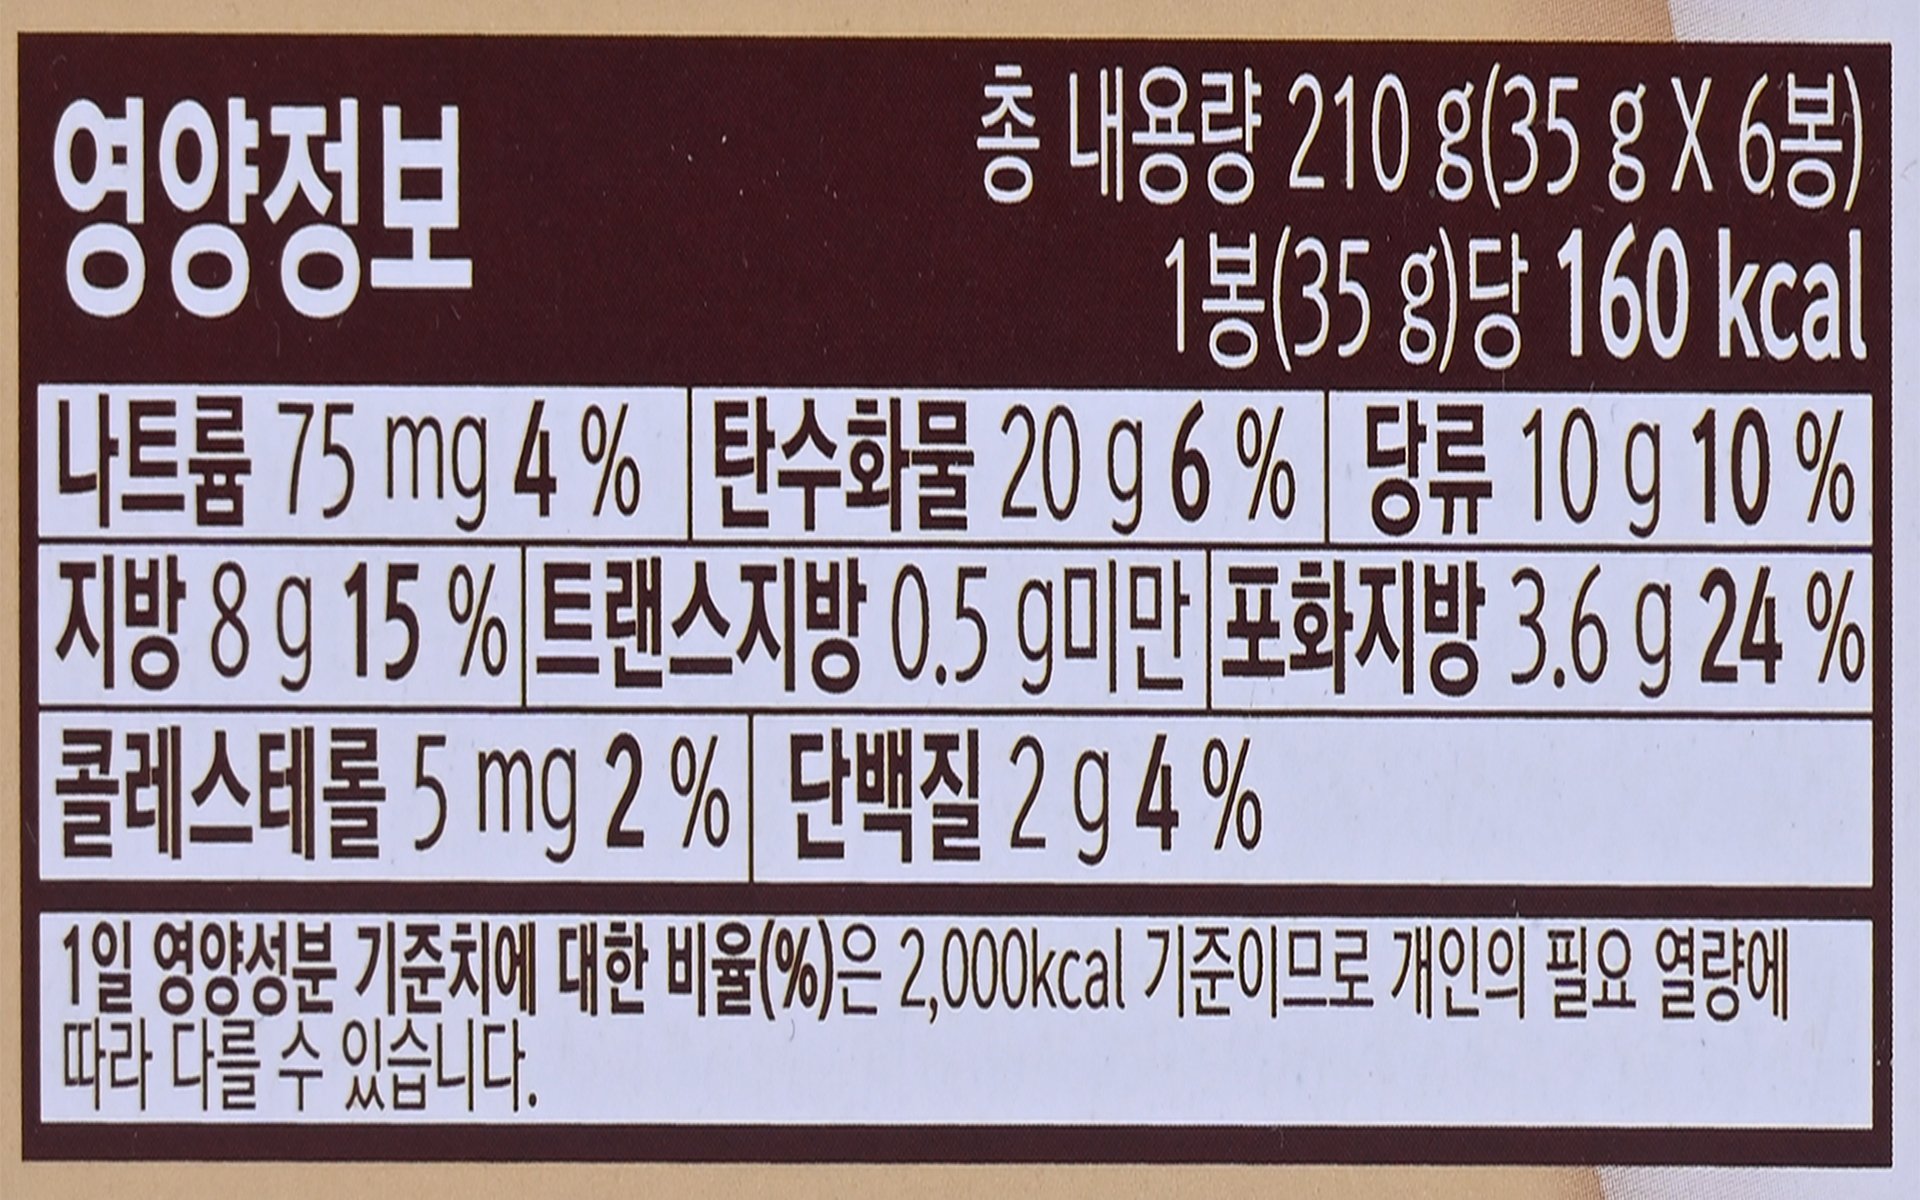 영양정보
총 내용량 210 g(35 g X 6봉)
1봉(35 g)당 160 kcal
나트륨 75 mg 4 % 탄수화물 20 g 6 % 당류 10 g 10 %
지방 8 g 15 % 트랜스지방 0.5 g미만 포화지방 3.6 g 24 %
콜레스테롤 5 mg 2 % 단백질 2 g 4 %
1일 영양성분 기준치에 대한 비율(%)은 2,000kcal 기준이므로 개인의 필요 열량에
따라 다를 수 있습니다.